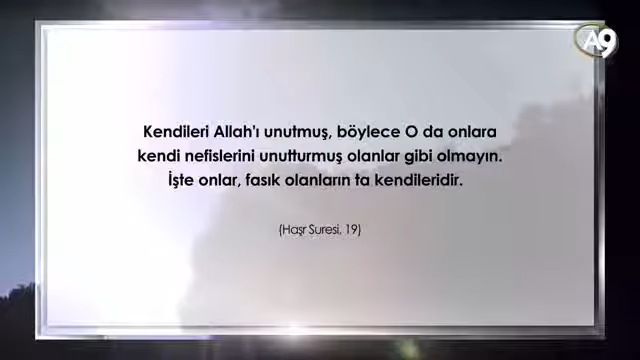 A9
Kendileri Allah'ı unutmuş, böylece O da onlara
kendi nefislerini unutturmuş olanlar gibi olmayın.
İşte onlar, fasık olanların ta kendileridir.
(Haşr Suresi, 19)